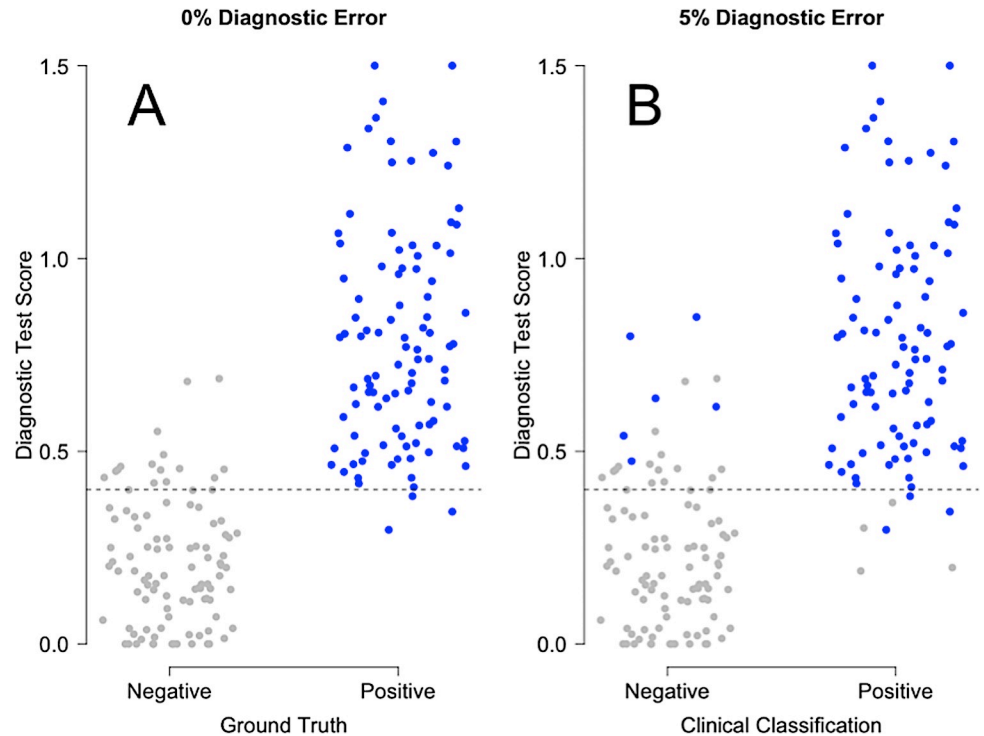 0% Diagnostic Error
A
Diagnostic Test Score
1.5
1.0
0.5
0.0
Negative
Positive
Ground Truth
5% Diagnostic Error
B
Diagnostic Test Score
1.5
1.0
0.5
0.0
Negative
Positive
Clinical Classification